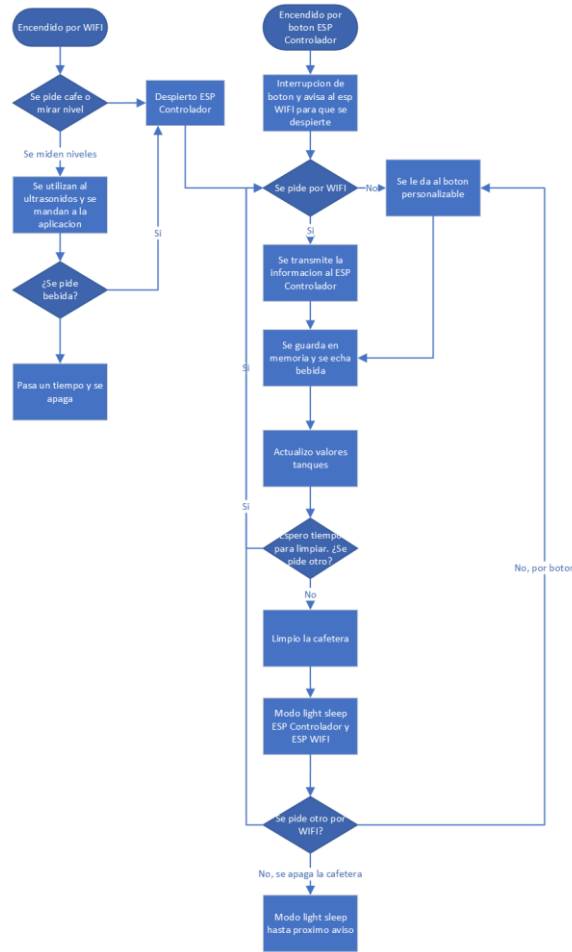 Encendido por WIFI
Se pide cafe o
mirar nivel
Despierto ESP
Controlador
Se miden niveles
Se utilizan al
ultrasonidos y se
mandan a la
aplicacion
Si
¿Se pide
bebida?
Pasa un tiempo y se
apaga
Encendido por
boton ESP
Controlador
Interrupcion de
boton y avisa al esp
WIFI para que se
despierte
Se pide por WIFI
No
Se le da al boton
personalizable
Si
Se transmite la
informacion al ESP
Controlador
Se guarda en
memoria y se echa
bebida
Si
Actualizo valores
tanques
Si
Espero tiempo
para limpiar. ¿Se
pide otro?
No
No, por boton
Limpio la cafetera
Modo light sleep
ESP Controlador y
ESP WIFI
Se pide otro por
WIFI?
No, se apaga la cafetera
Modo light sleep
hasta proximo aviso